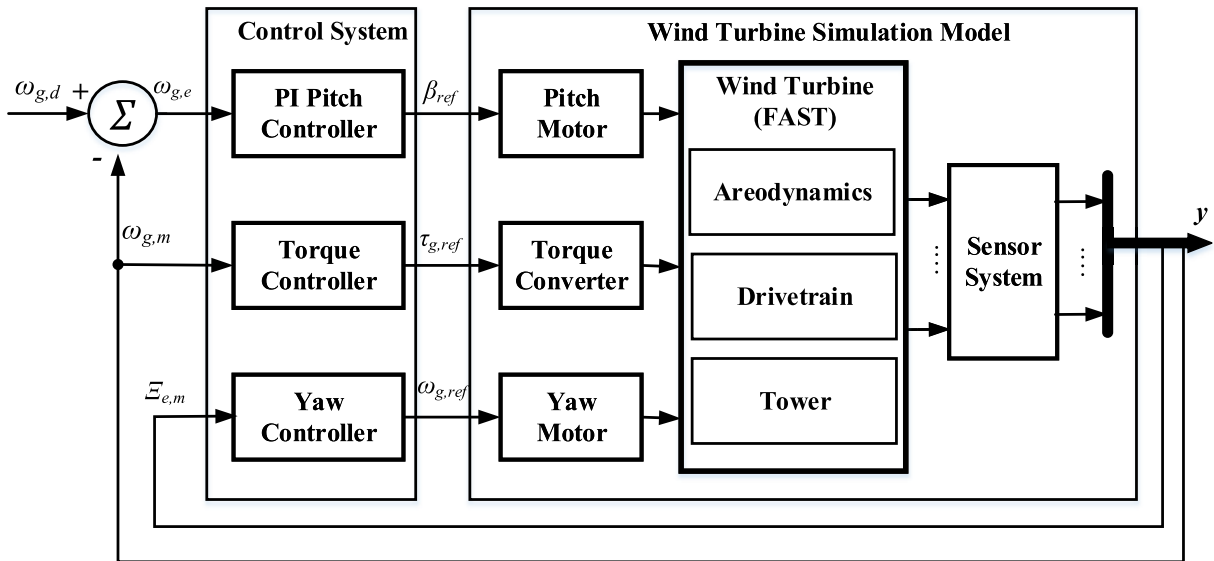 Control System
Wind Turbine Simulation Model
ω_{g,d}
+
Σ
-
ω_{g,e}
PI Pitch
Controller
β_{ref}
Pitch
Motor
Wind Turbine
(FAST)
Areodynamics
Drivetrain
Tower
ω_{g,m}
Torque
Controller
τ_{g,ref}
Torque
Converter
Sensor
System
y
Ξ_{e,m}
Yaw
Controller
ω_{g,ref}
Yaw
Motor